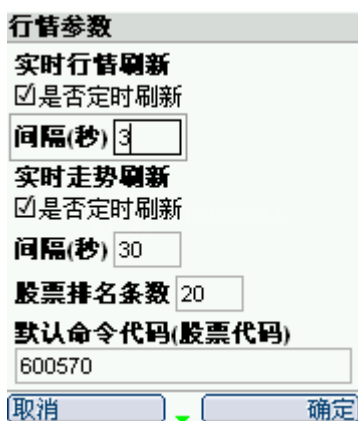 行情参数
实时行情刷新
是否定时刷新
间隔(秒) 3
实时走势刷新
是否定时刷新
间隔(秒) 30
股票排名条数 20
默认命令代码(股票代码)
600570
取消 确定